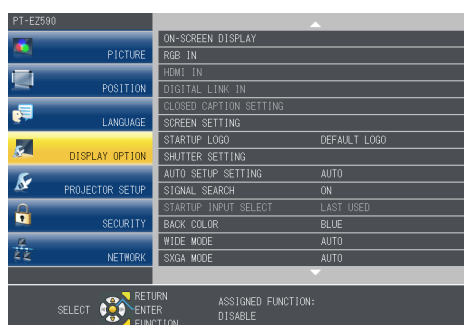 PT-EZ590
PICTURE
POSITION
LANGUAGE
DISPLAY OPTION
PROJECTOR SETUP
SECURITY
NETWORK
ON-SCREEN DISPLAY
RGB IN
HDMI IN
DIGITAL LINK IN
CLOSED CAPTION SETTING
SCREEN SETTING
STARTUP LOGO DEFAULT LOGO
SHUTTER SETTING
AUTO SETUP SETTING AUTO
SIGNAL SEARCH ON
STARTUP INPUT SELECT LAST USED
BACK COLOR BLUE
WIDE MODE AUTO
SXGA MODE AUTO
SELECT
RETURN
ENTER
FUNCTION
ASSIGNED FUNCTION:
DISABLE